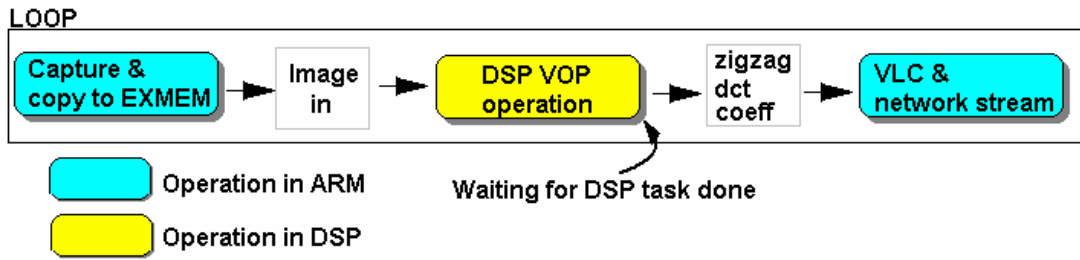 LOOP
Capture &
copy to EXMEM
Image
in
DSP VOP
operation
zigzag
dct
coeff
VLC &
network stream
Waiting for DSP task done
Operation in ARM
Operation in DSP